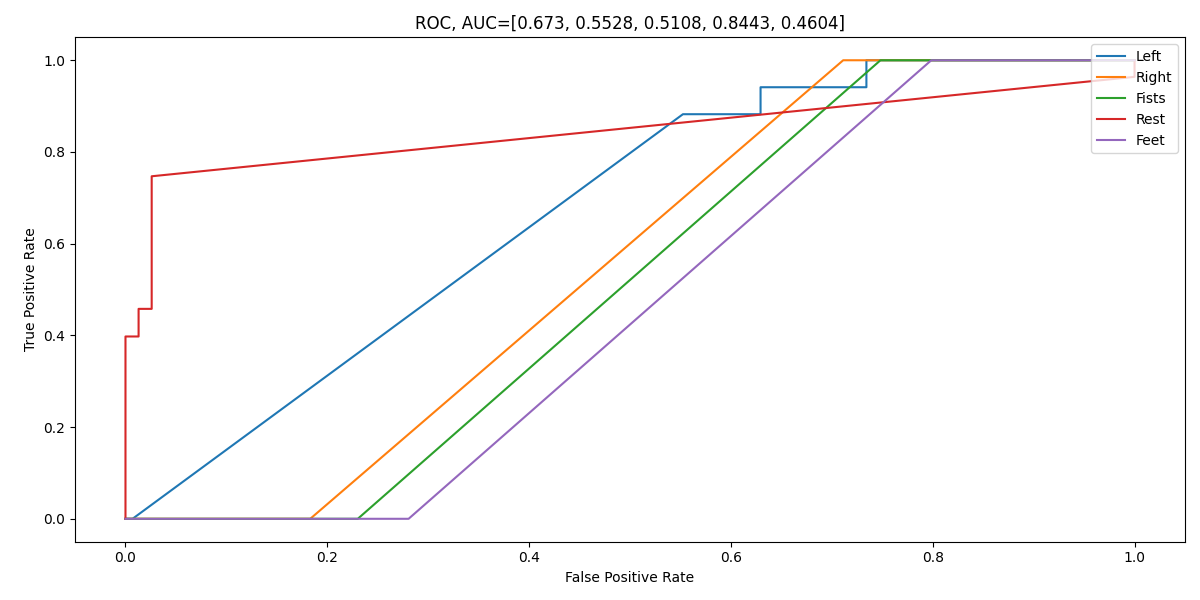 ROC, AUC=[0.673, 0.5528, 0.5108, 0.8443, 0.4604]
Left
Right
Fists
Rest
Feet
1.0
0.8
0.6
0.4
0.2
0.0
True Positive Rate
0.0 0.2 0.4 0.6 0.8 1.0
False Positive Rate